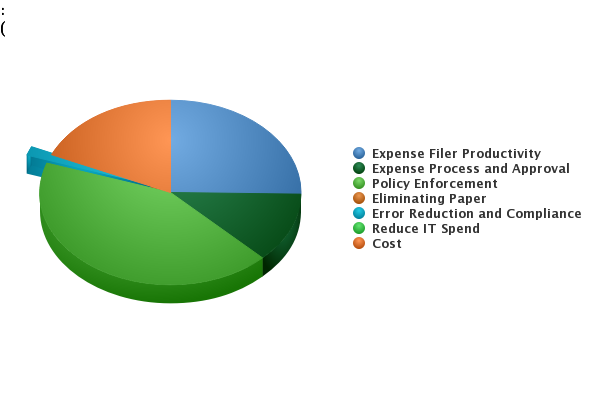 :
(
Expense Filer Productivity
Expense Process and Approval
Policy Enforcement
Eliminating Paper
Error Reduction and Compliance
Reduce IT Spend
Cost